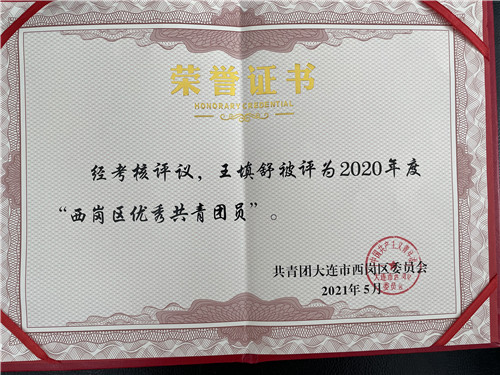 荣誉证书
HONORARY CREDENTIAL
经考核评议，王填舒被评为2020年度
“西岗区优秀共青团员”。
共青团大连市西岗区委员会
2021年5月